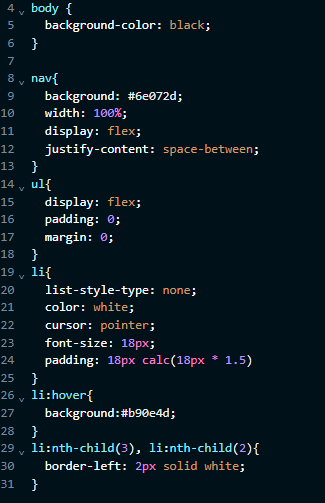 4 body {
5 background-color: black;
6 }
7
8 nav{
9 background: #6e072d;
10 width: 100%;
11 display: flex;
12 justify-content: space-between;
13 }
14 ul{
15 display: flex;
16 padding: 0;
17 margin: 0;
18 }
19 li{
20 list-style-type: none;
21 color: white;
22 cursor: pointer;
23 font-size: 18px;
24 padding: 18px calc(18px * 1.5)
25 }
26 li:hover{
27 background:#b90e4d;
28 }
29 li:nth-child(3), li:nth-child(2){
30 border-left: 2px solid white;
31 }